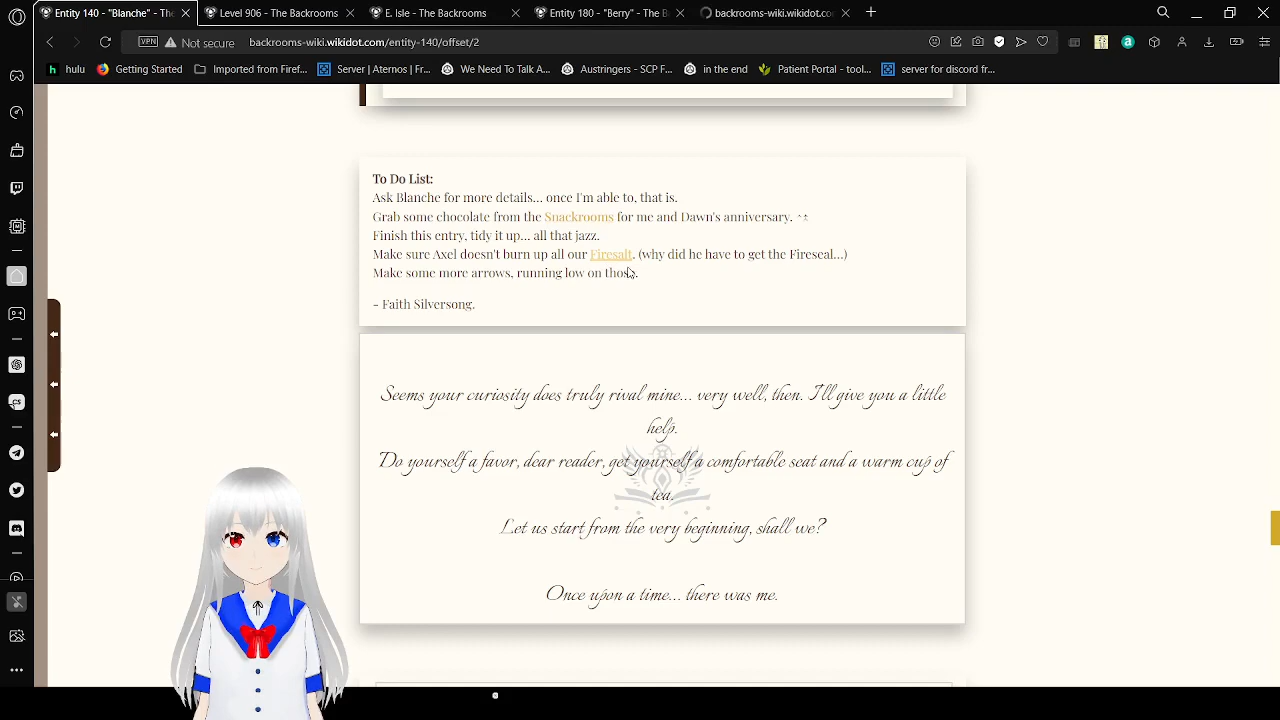 Entity 140 - "Blanche" - The
Level 906 - The Backrooms
E. Isle - The Backrooms
Entity 180 - "Berry" - The B
backrooms-wiki.wikidot.co
VPN
Not secure
backrooms-wiki.wikidot.com/entity-140/offset/2
hulu
Getting Started
Imported from Firef...
Server | Aternos | Fr...
We Need To Talk A...
Austringers - SCP F...
in the end
Patient Portal - tool...
server for discord fr...
To Do List:
Ask Blanche for more details... once I'm able to, that is.
Grab some chocolate from the Snackrooms for me and Dawn's anniversary. ^^
Finish this entry, tidy it up... all that jazz.
Make sure Axel doesn't burn up all our Firesalt. (why did he have to get the Fireseal...)
Make some more arrows, running low on those.
- Faith Silversong.
Seems your curiosity does truly rival mine... very well, then. I'll give you a little
help.
Do yourself a favor, dear reader, get yourself a comfortable seat and a warm cup of
tea.
Let us start from the very beginning, shall we?
Once upon a time... there was me.